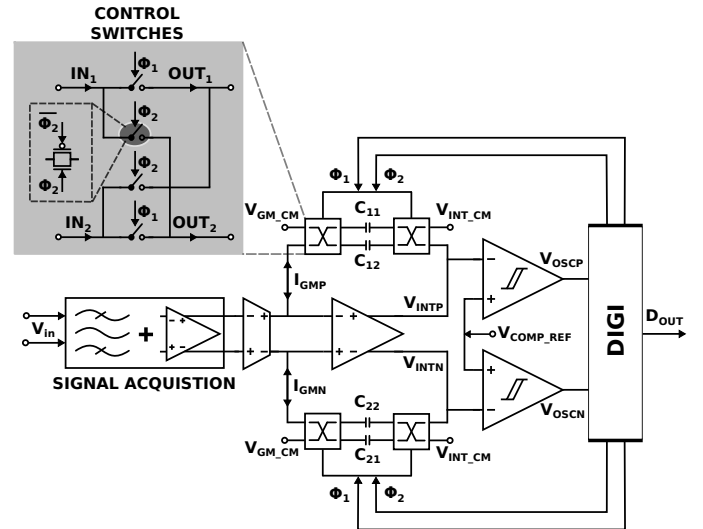 CONTROL
SWITCHES
Φ1
IN1
OUT1
Φ2
Φ2
Φ2
Φ2
IN2
Φ1
OUT2
Φ1
Φ2
VGM_CM
C11
VINT_CM
C12
IGMP
VOSCP
VINTP
Vin
+
DIGI
DOUT
VCOMP_REF
SIGNAL ACQUISTION
VINTN
IGMN
C22
VOSCN
VGM_CM
C21
VINT_CM
Φ1
Φ2